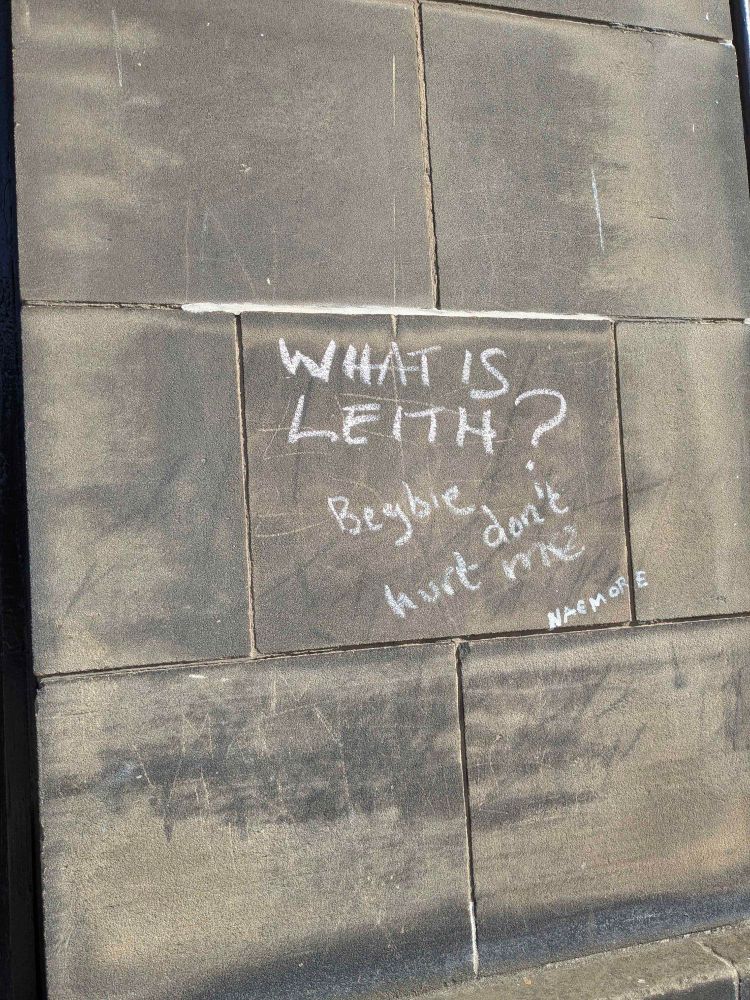 WHAT IS
LEITH?
Begbie
don't
hurt me
NAEMORE